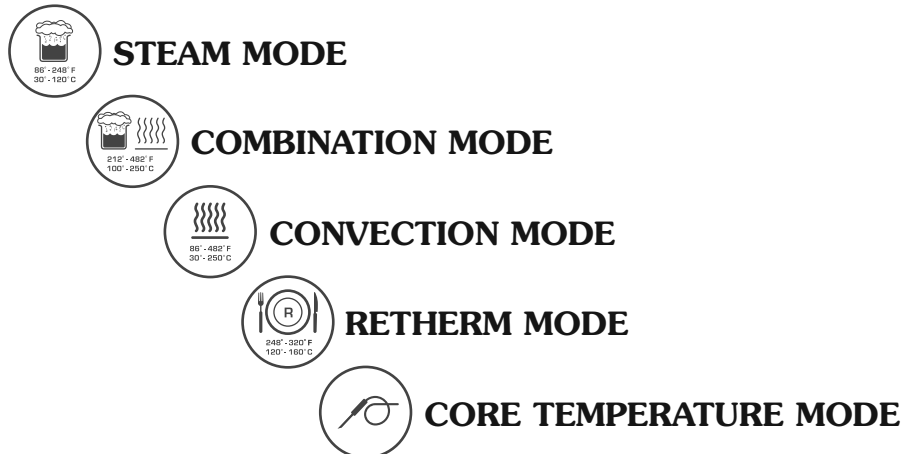 86°-248°F
30°-120°C
STEAM MODE
212°-482°F
100°-250°C
COMBINATION MODE
86°-482°F
30°-250°C
CONVECTION MODE
R
248°-320°F
120°-160°C
RETHERM MODE
CORE TEMPERATURE MODE